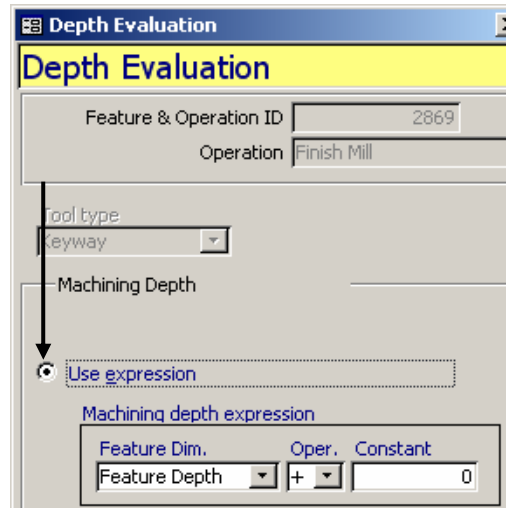 Depth Evaluation
Depth Evaluation
Feature & Operation ID 2869
Operation Finish Mill
Tool type
Keyway
Machining Depth
Use expression
Machining depth expression
Feature Dim. Oper. Constant
Feature Depth + 0